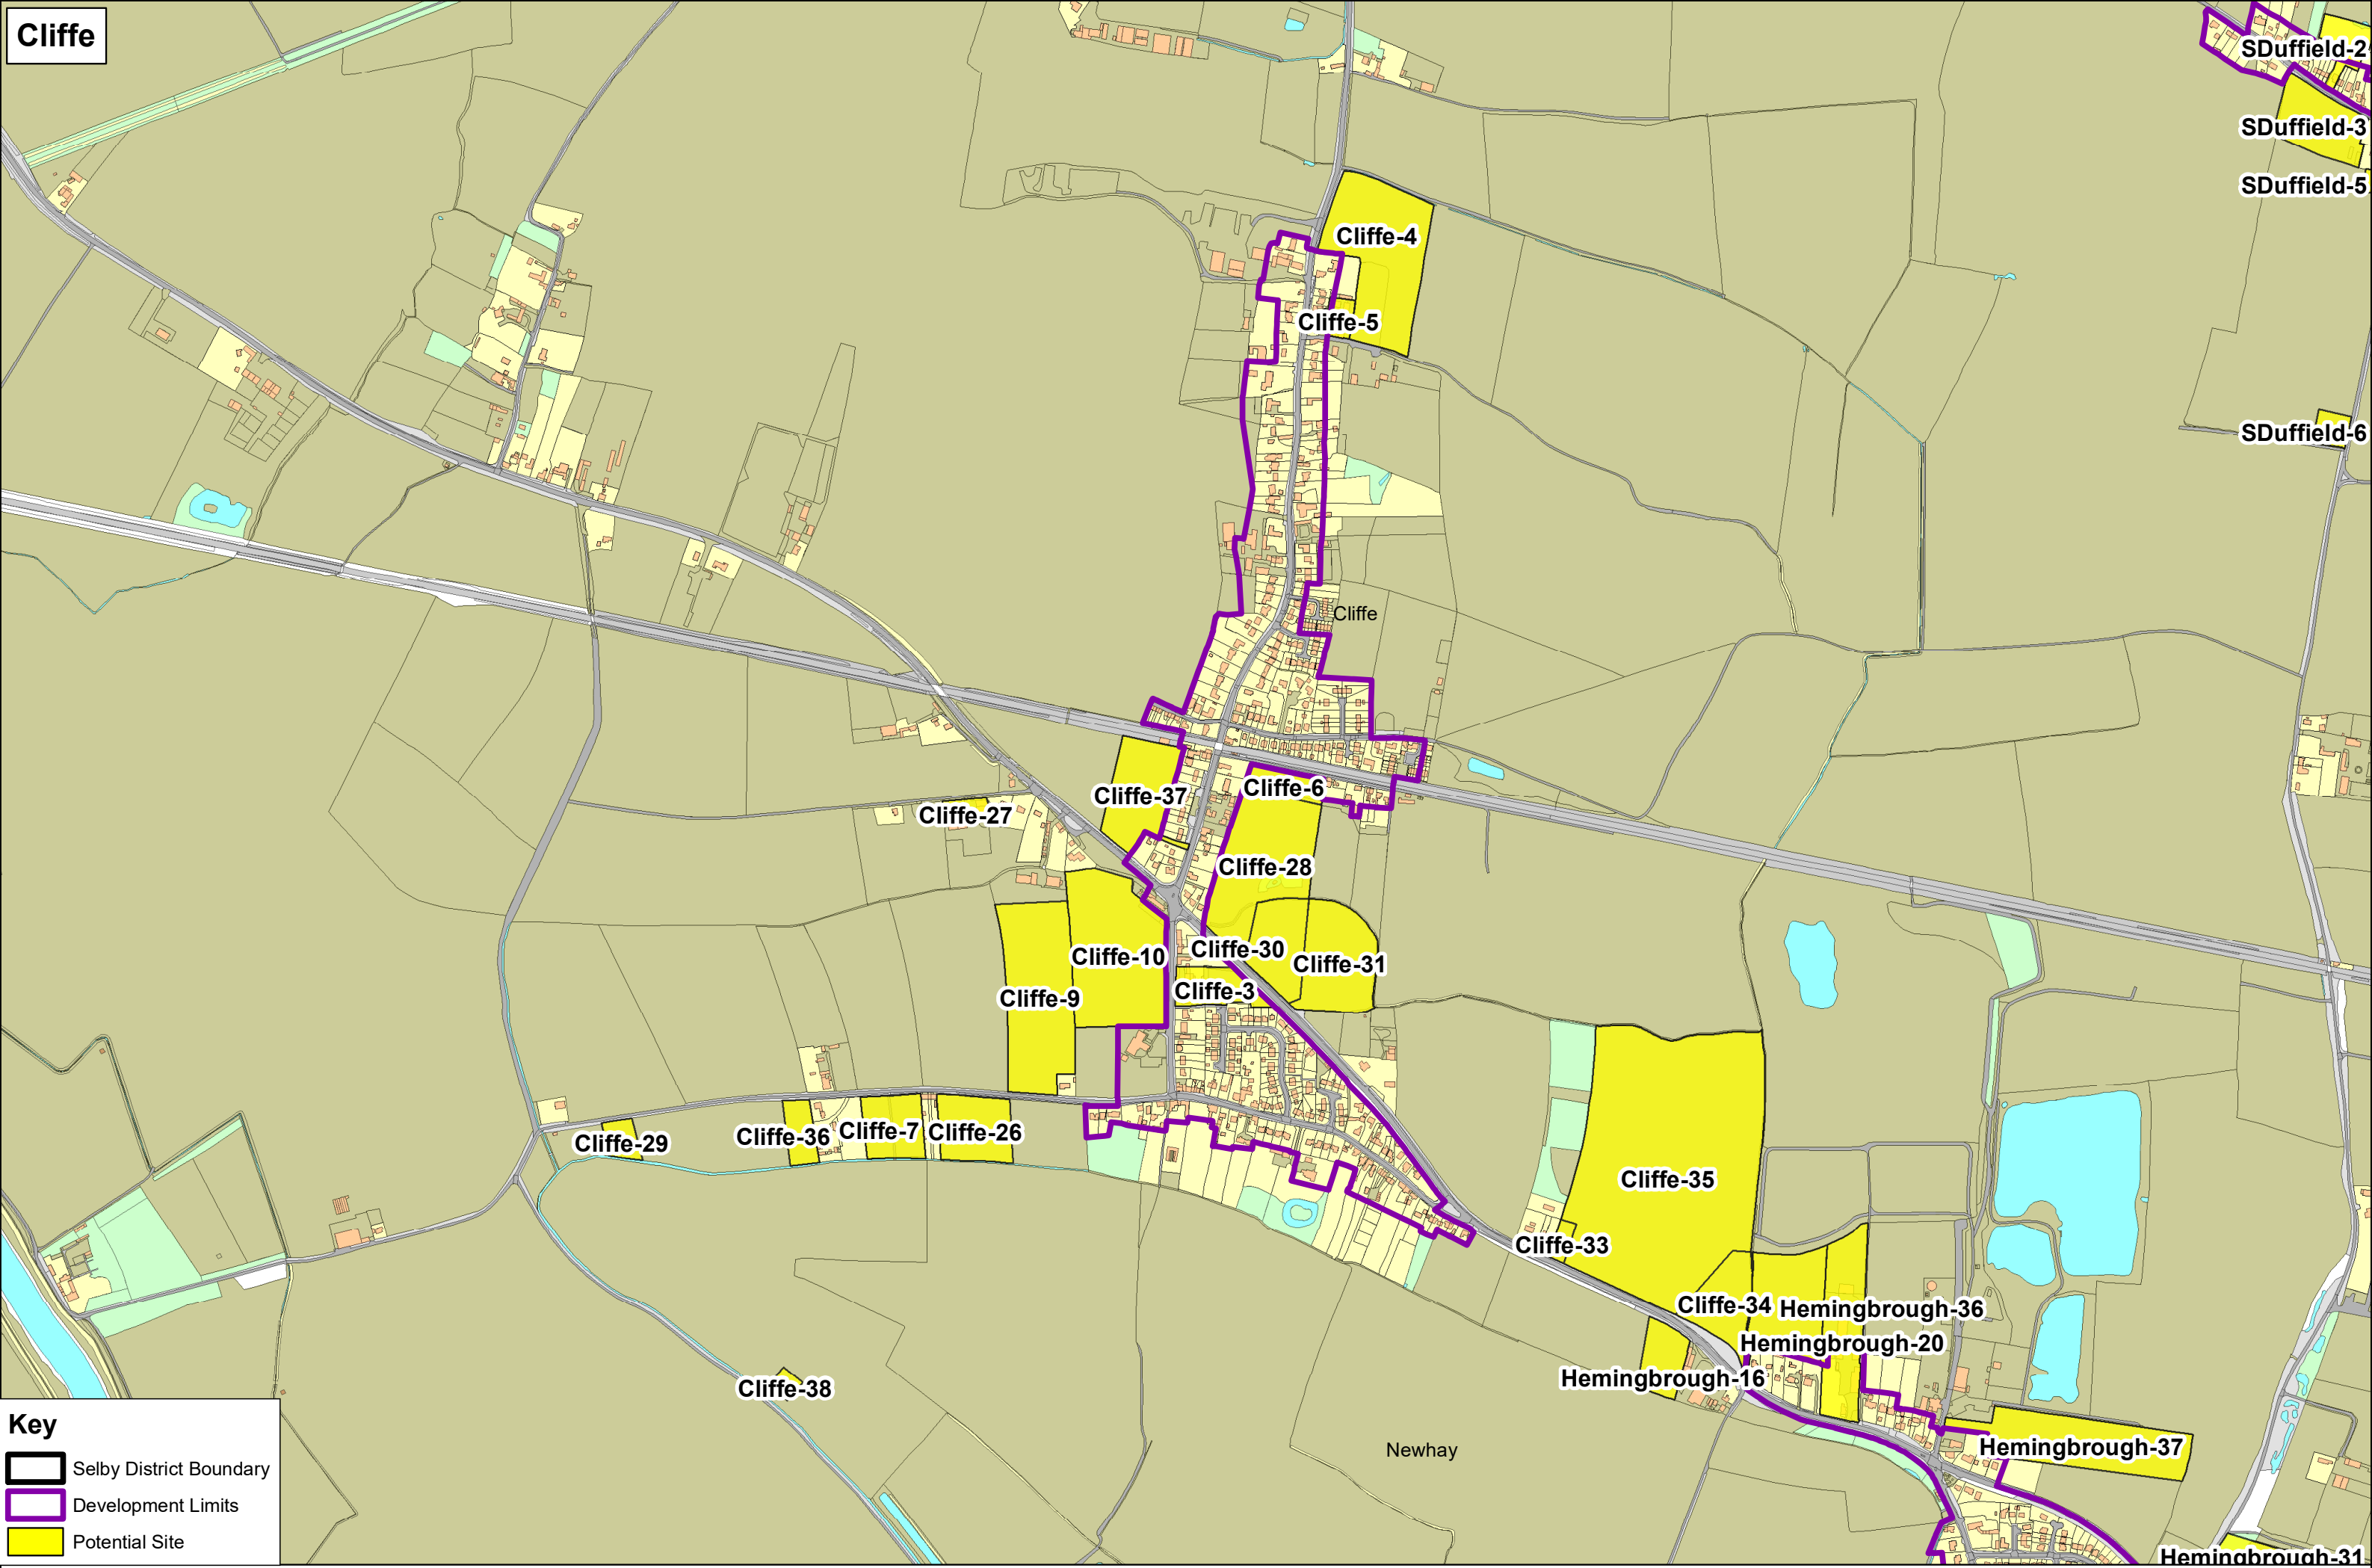 Cliffe
SDuffield-2
SDuffield-3
SDuffield-5
Cliffe-4
Cliffe-5
SDuffield-6
Cliffe
Cliffe-6
Cliffe-37
Cliffe-27
Cliffe-28
Cliffe-30
Cliffe-10
Cliffe-31
Cliffe-3
Cliffe-9
Cliffe-7
Cliffe-26
Cliffe-36
Cliffe-29
Cliffe-35
Cliffe-33
Cliffe-34
Hemingbrough-36
Hemingbrough-20
Hemingbrough-16
Cliffe-38
Hemingbrough-37
Newhay
Hemingbrough-31
Key
Selby District Boundary
Development Limits
Potential Site